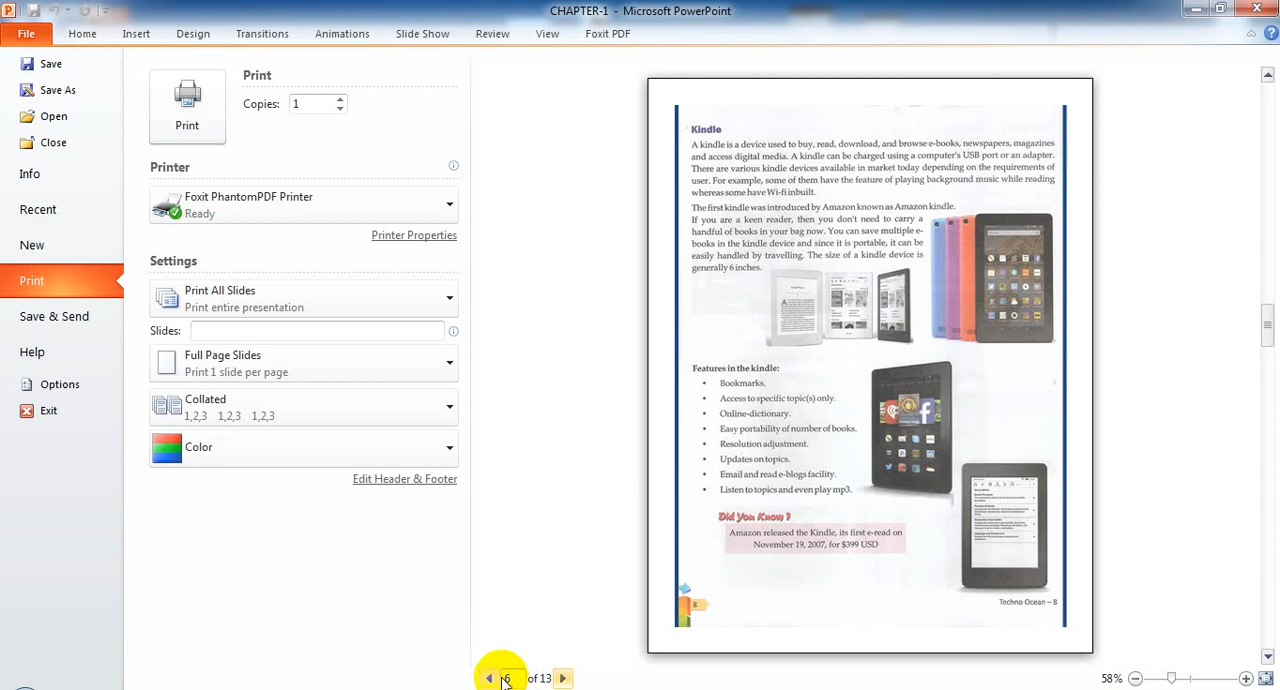 CHAPTER-1 - Microsoft PowerPoint
File Home Insert Design Transitions Animations Slide Show Review View Foxit PDF
Save
Save As
Open
Close
Info
Recent
New
Print
Save & Send
Help
Options
Exit
Print
Print
Copies: 1
Printer
Foxit PhantomPDF Printer
Ready
Printer Properties
Settings
Print All Slides
Print entire presentation
Slides:
Full Page Slides
Print 1 slide per page
Collated
1,2,3 1,2,3 1,2,3
Color
Edit Header & Footer
Kindle
A kindle is a device used to buy, read, download, and browse e-books, newspapers, magazines
and access digital media. A kindle can be charged using a computer's USB port or an adapter.
There are various kindle devices available in market today depending on the requirements of
user. For example, some of them have the feature of playing background music while reading
whereas some have Wi-fi inbuilt.
The first kindle was introduced by Amazon known as Amazon kindle.
If you are a keen reader, then you don't need to carry a
handful of books in your bag now. You can save multiple e-
books in the kindle device and since it is portable, it can be
easily handled by travelling. The size of a kindle device is
generally 6 inches.
Features in the kindle:
• Bookmarks.
• Access to specific topic(s) only.
• Online-dictionary.
• Easy portability of number of books.
• Resolution adjustment.
• Updates on topics.
• Email and read e-blogs facility.
• Listen to topics and even play mp3.
Did You Know ?
Amazon released the Kindle, its first e-read on
November 19, 2007, for $399 USD
8
Techno Ocean – 8
6 of 13
58%